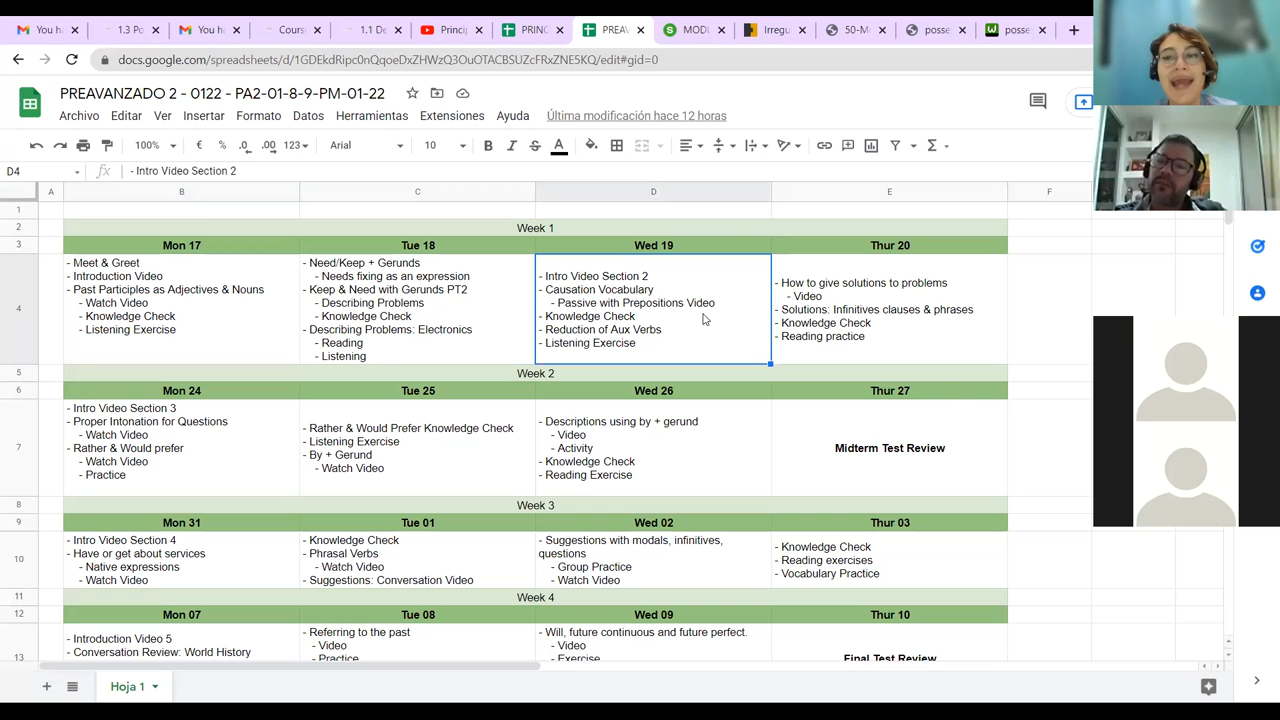 You h
1.3 Po
You h
Cours
1.1 De
Princi
PRINC
PREAV
MODU
Irregu
50-M
posse
posse
PREAVANZADO 2 - 0122 - PA2-01-8-9-PM-01-22
Archivo Editar Ver Insertar Formato Datos Herramientas Extensiones Ayuda Última modificación hace 12 horas
100% € % .0 .00 123 Arial 10 B I S A
D4 fx - Intro Video Section 2
A B C D E F
1
2 Week 1
3 Mon 17 Tue 18 Wed 19 Thur 20
4
- Meet & Greet
- Introduction Video
- Past Participles as Adjectives & Nouns
- Watch Video
- Knowledge Check
- Listening Exercise
- Need/Keep + Gerunds
- Needs fixing as an expression
- Keep & Need with Gerunds PT2
- Describing Problems
- Knowledge Check
- Describing Problems: Electronics
- Reading
- Listening
- Intro Video Section 2
- Causation Vocabulary
- Passive with Prepositions Video
- Knowledge Check
- Reduction of Aux Verbs
- Listening Exercise
- How to give solutions to problems
- Video
- Solutions: Infinitives clauses & phrases
- Knowledge Check
- Reading practice
5 Week 2
6 Mon 24 Tue 25 Wed 26 Thur 27
7
- Intro Video Section 3
- Proper Intonation for Questions
- Watch Video
- Rather & Would prefer
- Watch Video
- Practice
- Rather & Would Prefer Knowledge Check
- Listening Exercise
- By + Gerund
- Watch Video
- Descriptions using by + gerund
- Video
- Activity
- Knowledge Check
- Reading Exercise
Midterm Test Review
8 Week 3
9 Mon 31 Tue 01 Wed 02 Thur 03
10
- Intro Video Section 4
- Have or get about services
- Native expressions
- Watch Video
- Knowledge Check
- Phrasal Verbs
- Watch Video
- Suggestions: Conversation Video
- Suggestions with modals, infinitives,
questions
- Group Practice
- Watch Video
- Knowledge Check
- Reading exercises
- Vocabulary Practice
11 Week 4
12 Mon 07 Tue 08 Wed 09 Thur 10
13
- Introduction Video 5
- Conversation Review: World History
- Referring to the past
- Video
- Practice
- Will, future continuous and future perfect.
- Video
- Exercise
Final Test Review
Hoja 1